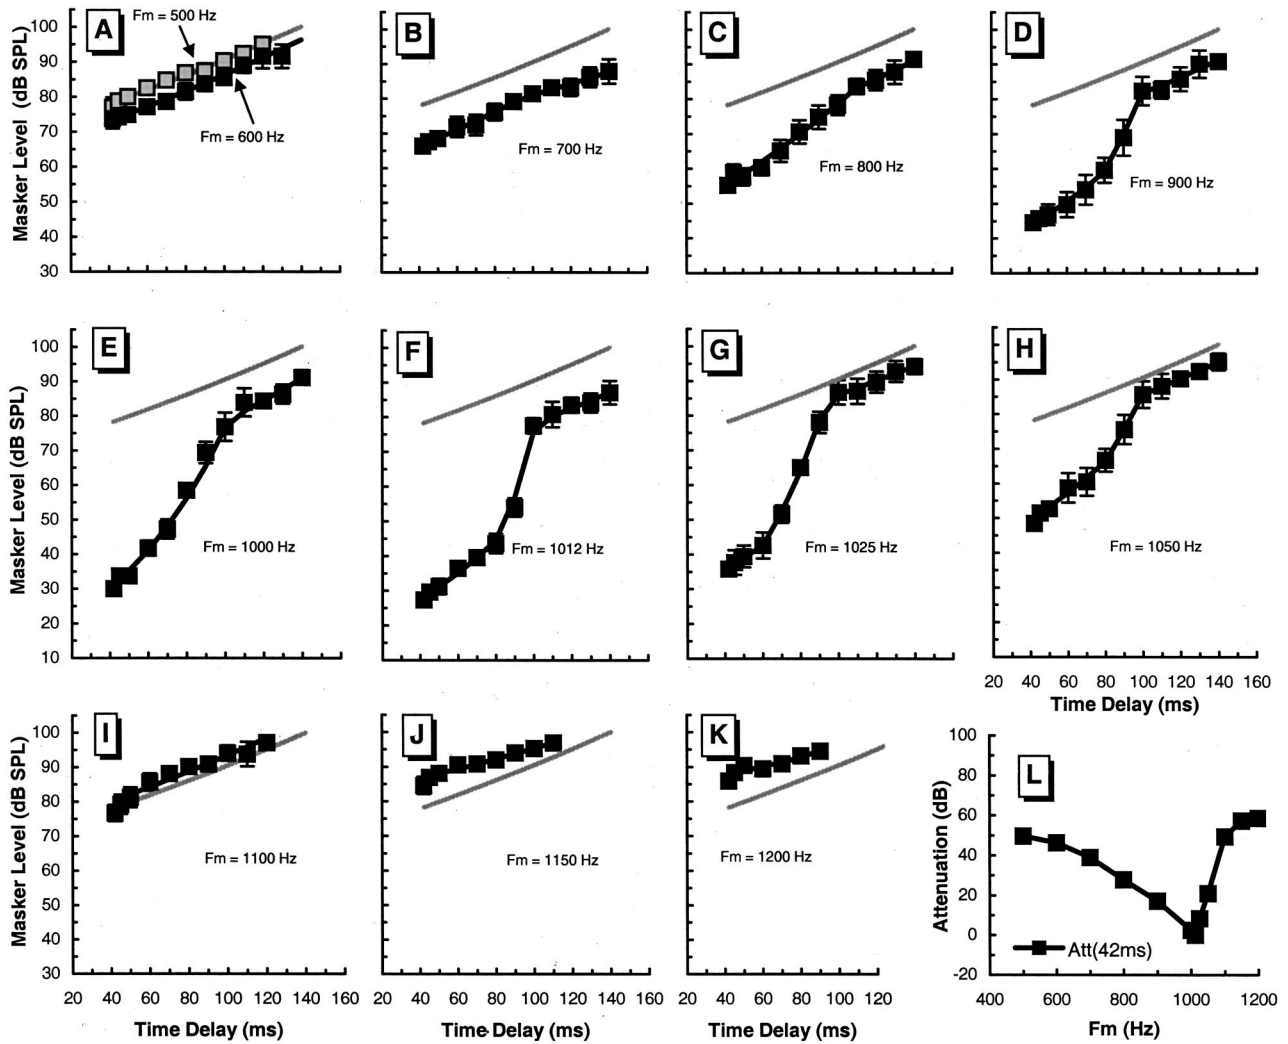 A
Fm = 500 Hz
Fm = 600 Hz
Masker Level (dB SPL)
100
90
80
70
60
50
40
30
B
Fm = 700 Hz
C
Fm = 800 Hz
D
Fm = 900 Hz
E
Fm = 1000 Hz
Masker Level (dB SPL)
100
90
80
70
60
50
40
30
20
10
F
Fm = 1012 Hz
G
Fm = 1025 Hz
H
Fm = 1050 Hz
20 40 60 80 100 120 140 160
Time Delay (ms)
I
Fm = 1100 Hz
Masker Level (dB SPL)
100
90
80
70
60
50
40
30
20 40 60 80 100 120 140 160
Time Delay (ms)
J
Fm = 1150 Hz
20 40 60 80 100 120 140 160
Time Delay (ms)
K
Fm = 1200 Hz
20 40 60 80 100 120
Time Delay (ms)
L
Attenuation (dB)
100
80
60
40
20
0
-20
Att(42ms)
400 600 800 1000 1200
Fm (Hz)